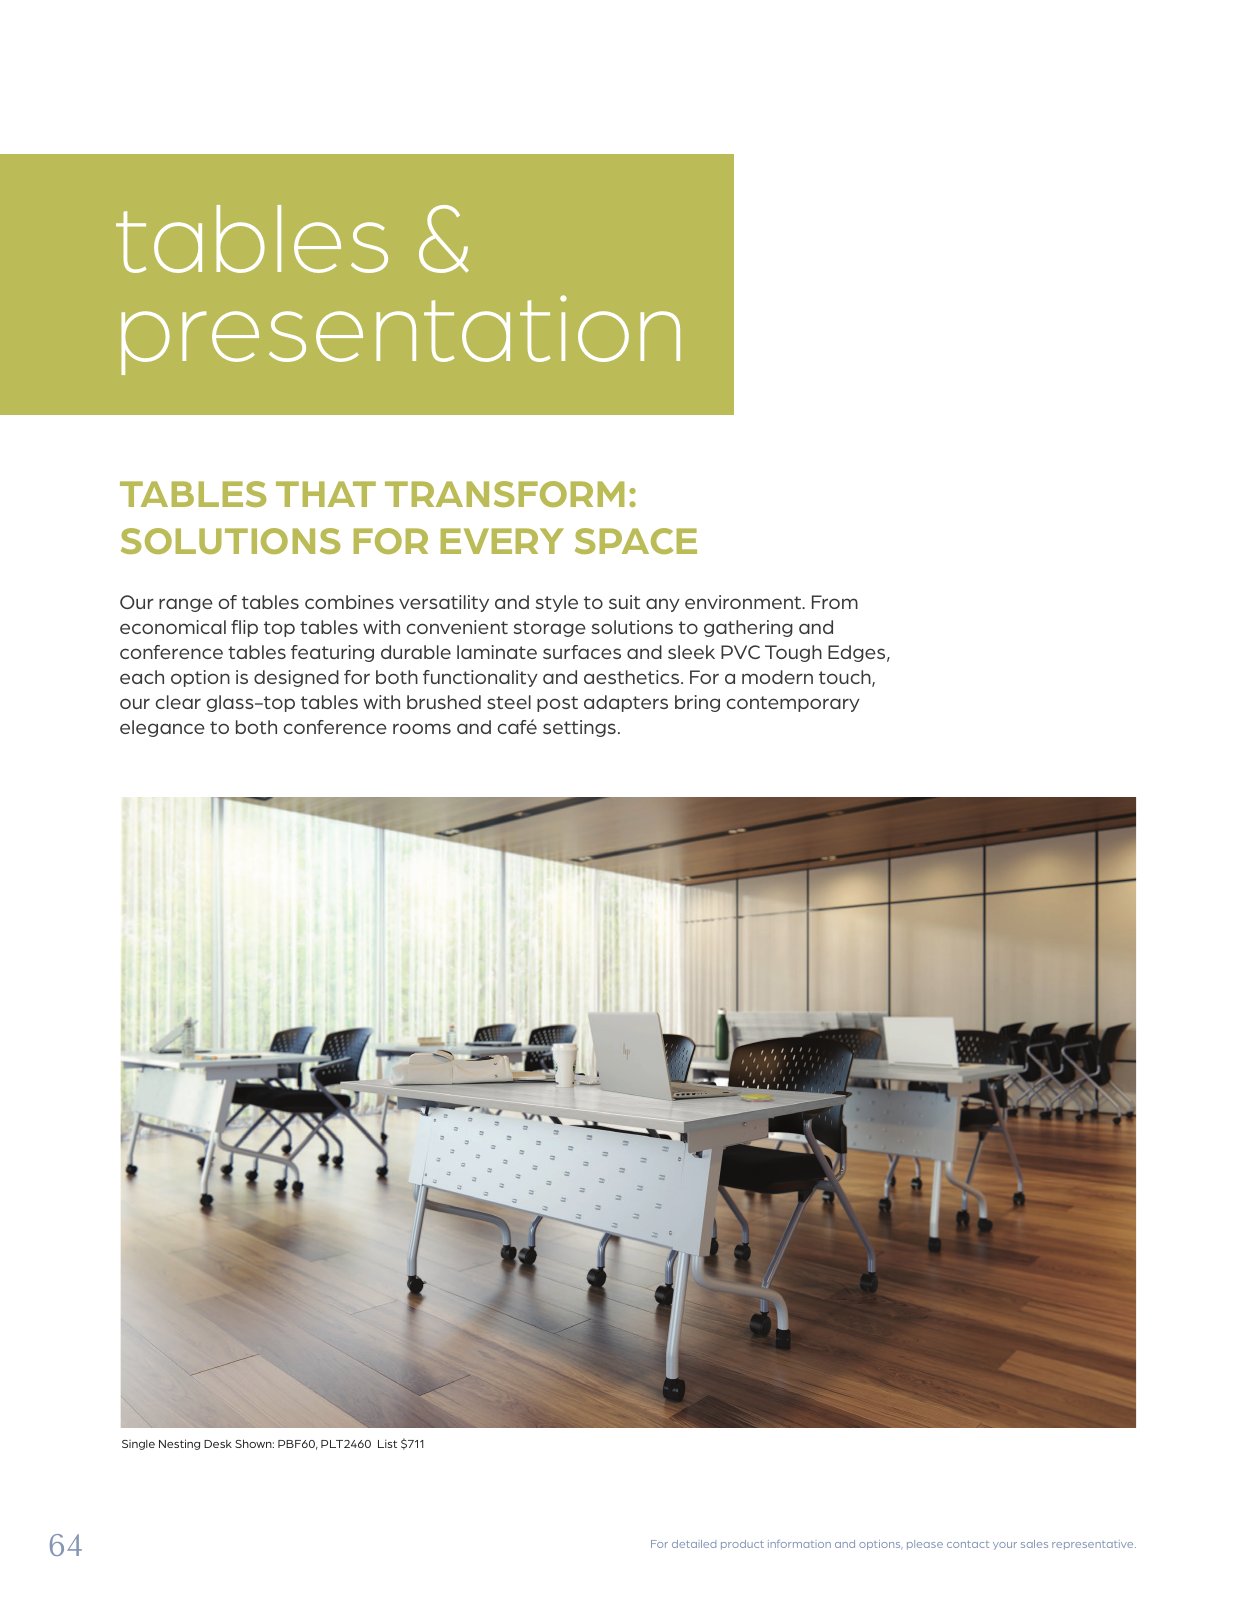 tables &
presentation
TABLES THAT TRANSFORM:
SOLUTIONS FOR EVERY SPACE
Our range of tables combines versatility and style to suit any environment. From
economical flip top tables with convenient storage solutions to gathering and
conference tables featuring durable laminate surfaces and sleek PVC Tough Edges,
each option is designed for both functionality and aesthetics. For a modern touch,
our clear glass-top tables with brushed steel post adapters bring contemporary
elegance to both conference rooms and café settings.
hp
Single Nesting Desk Shown: PBF60, PLT2460 List $711
64
For detailed product information and options, please contact your sales representative.